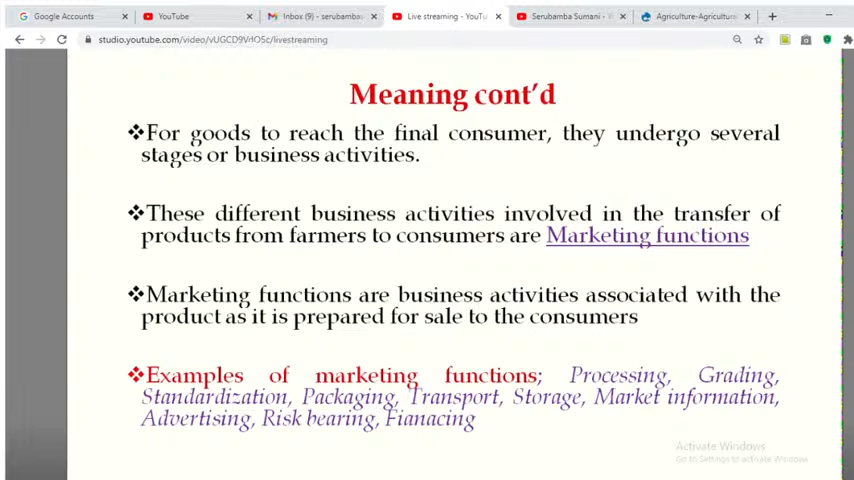 Google Accounts
YouTube
Inbox (9) - serubambas
Live streaming - YouTu
Serubamba Sumani - Y
Agriculture-Agricultura
studio.youtube.com/video/vUGCD9VfO5c/livestreaming
Meaning cont'd
❖For goods to reach the final consumer, they undergo several
stages or business activities.
❖These different business activities involved in the transfer of
products from farmers to consumers are Marketing functions
❖Marketing functions are business activities associated with the
product as it is prepared for sale to the consumers
❖Examples of marketing functions; Processing, Grading,
Standardization, Packaging, Transport, Storage, Market information,
Advertising, Risk bearing, Fianacing
Activate Windows
Go to Settings to activate Windows.